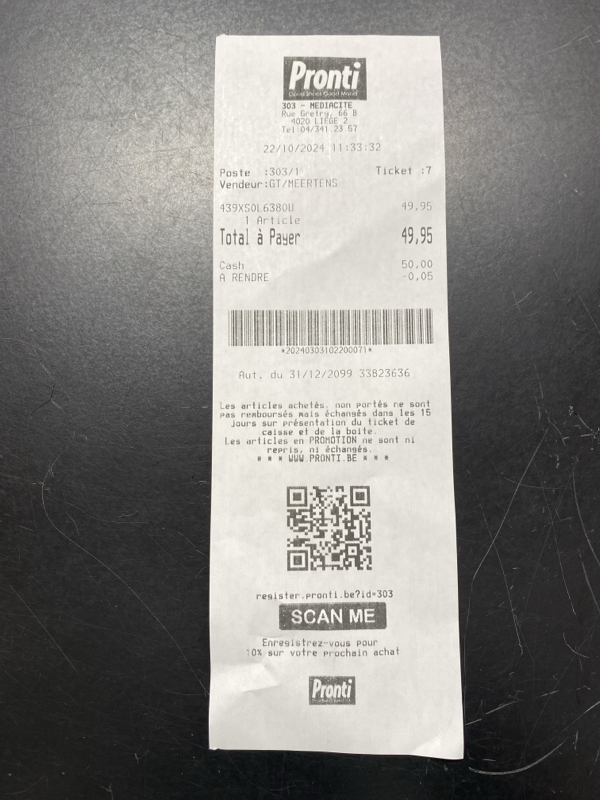 Pronti
Good Shoes Good Mood
303 - MEDIACITE
Rue Gretry, 66 B
4020 LIEGE 2
Tel 04/341.23.57
22/10/2024 11:33:32
Poste :303/1 Ticket :7
Vendeur:GT/MEERTENS
439XSOL6380U 49,95
1 Article
Total à Payer 49,95
Cash 50,00
A RENDRE -0,05
*20240303102200071*
Aut. du 31/12/2099 33823636
Les articles achetés, non portés ne sont
pas remboursés mais échangés dans les 15
jours sur présentation du ticket de
caisse et de la boite.
Les articles en PROMOTION ne sont ni
repris, ni échangés.
* * * WWW.PRONTI.BE * * *
register.pronti.be?id=303
SCAN ME
Enregistrez-vous pour
10% sur votre prochain achat
Pronti